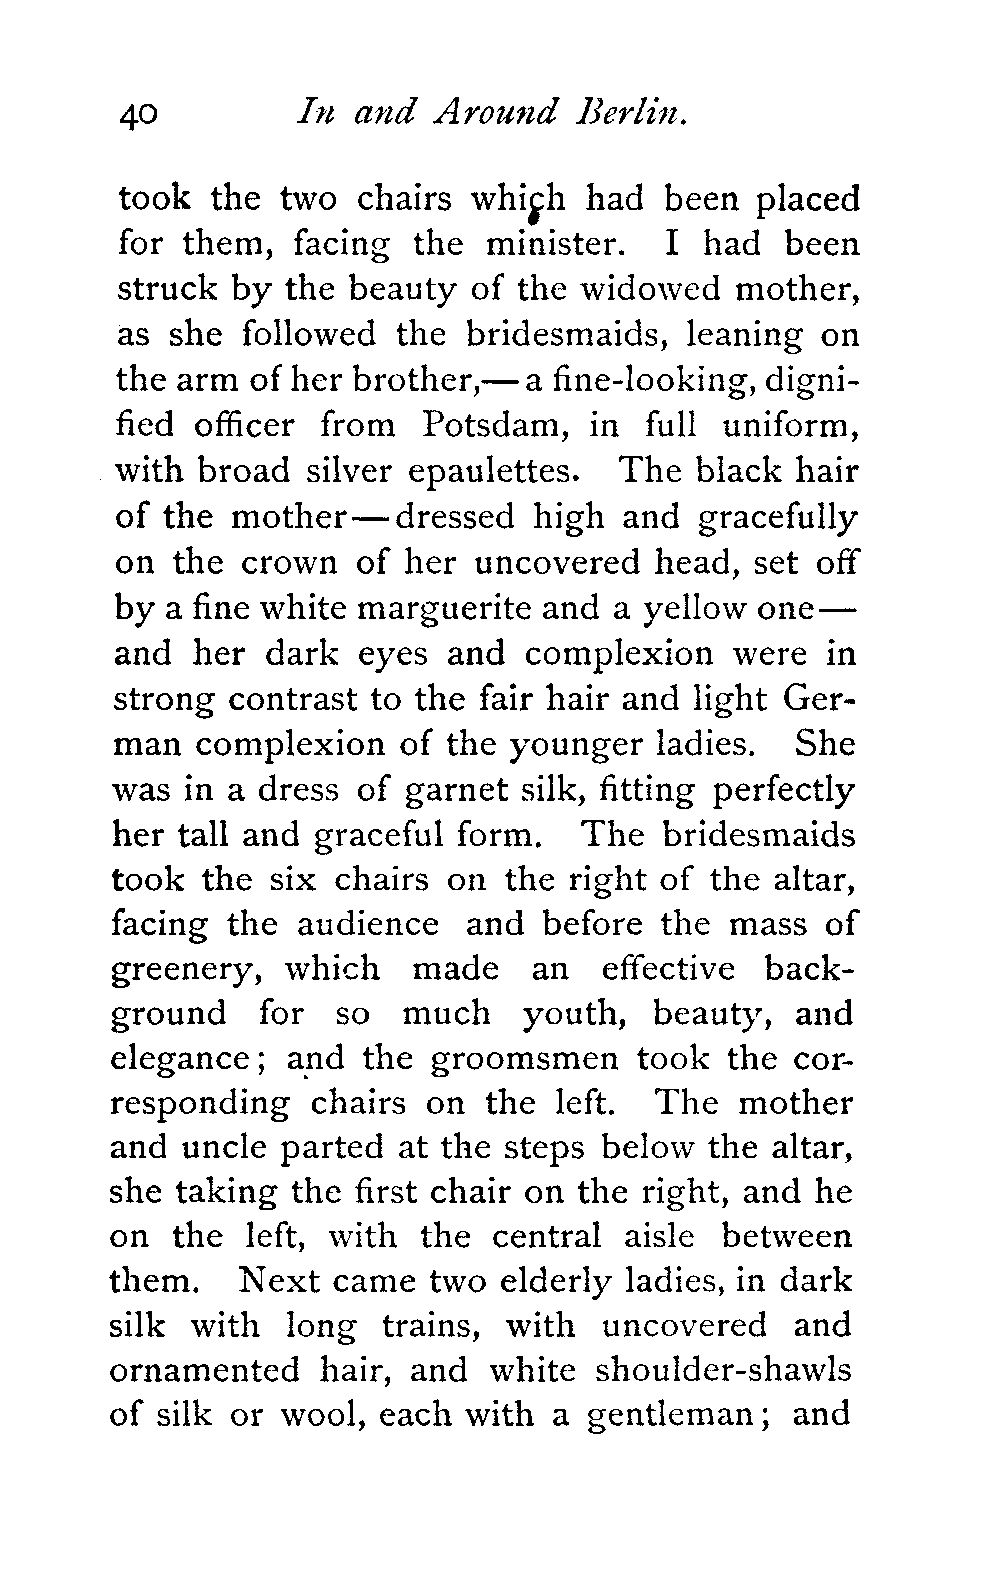 40 In and Around Berlin.
took the two chairs which had been placed
for them, facing the minister. I had been
struck by the beauty of the widowed mother,
as she followed the bridesmaids, leaning on
the arm of her brother,—a fine-looking, digni-
fied officer from Potsdam, in full uniform,
with broad silver epaulettes. The black hair
of the mother—dressed high and gracefully
on the crown of her uncovered head, set off
by a fine white marguerite and a yellow one—
and her dark eyes and complexion were in
strong contrast to the fair hair and light Ger-
man complexion of the younger ladies. She
was in a dress of garnet silk, fitting perfectly
her tall and graceful form. The bridesmaids
took the six chairs on the right of the altar,
facing the audience and before the mass of
greenery, which made an effective back-
ground for so much youth, beauty, and
elegance; and the groomsmen took the cor-
responding chairs on the left. The mother
and uncle parted at the steps below the altar,
she taking the first chair on the right, and he
on the left, with the central aisle between
them. Next came two elderly ladies, in dark
silk with long trains, with uncovered and
ornamented hair, and white shoulder-shawls
of silk or wool, each with a gentleman; and